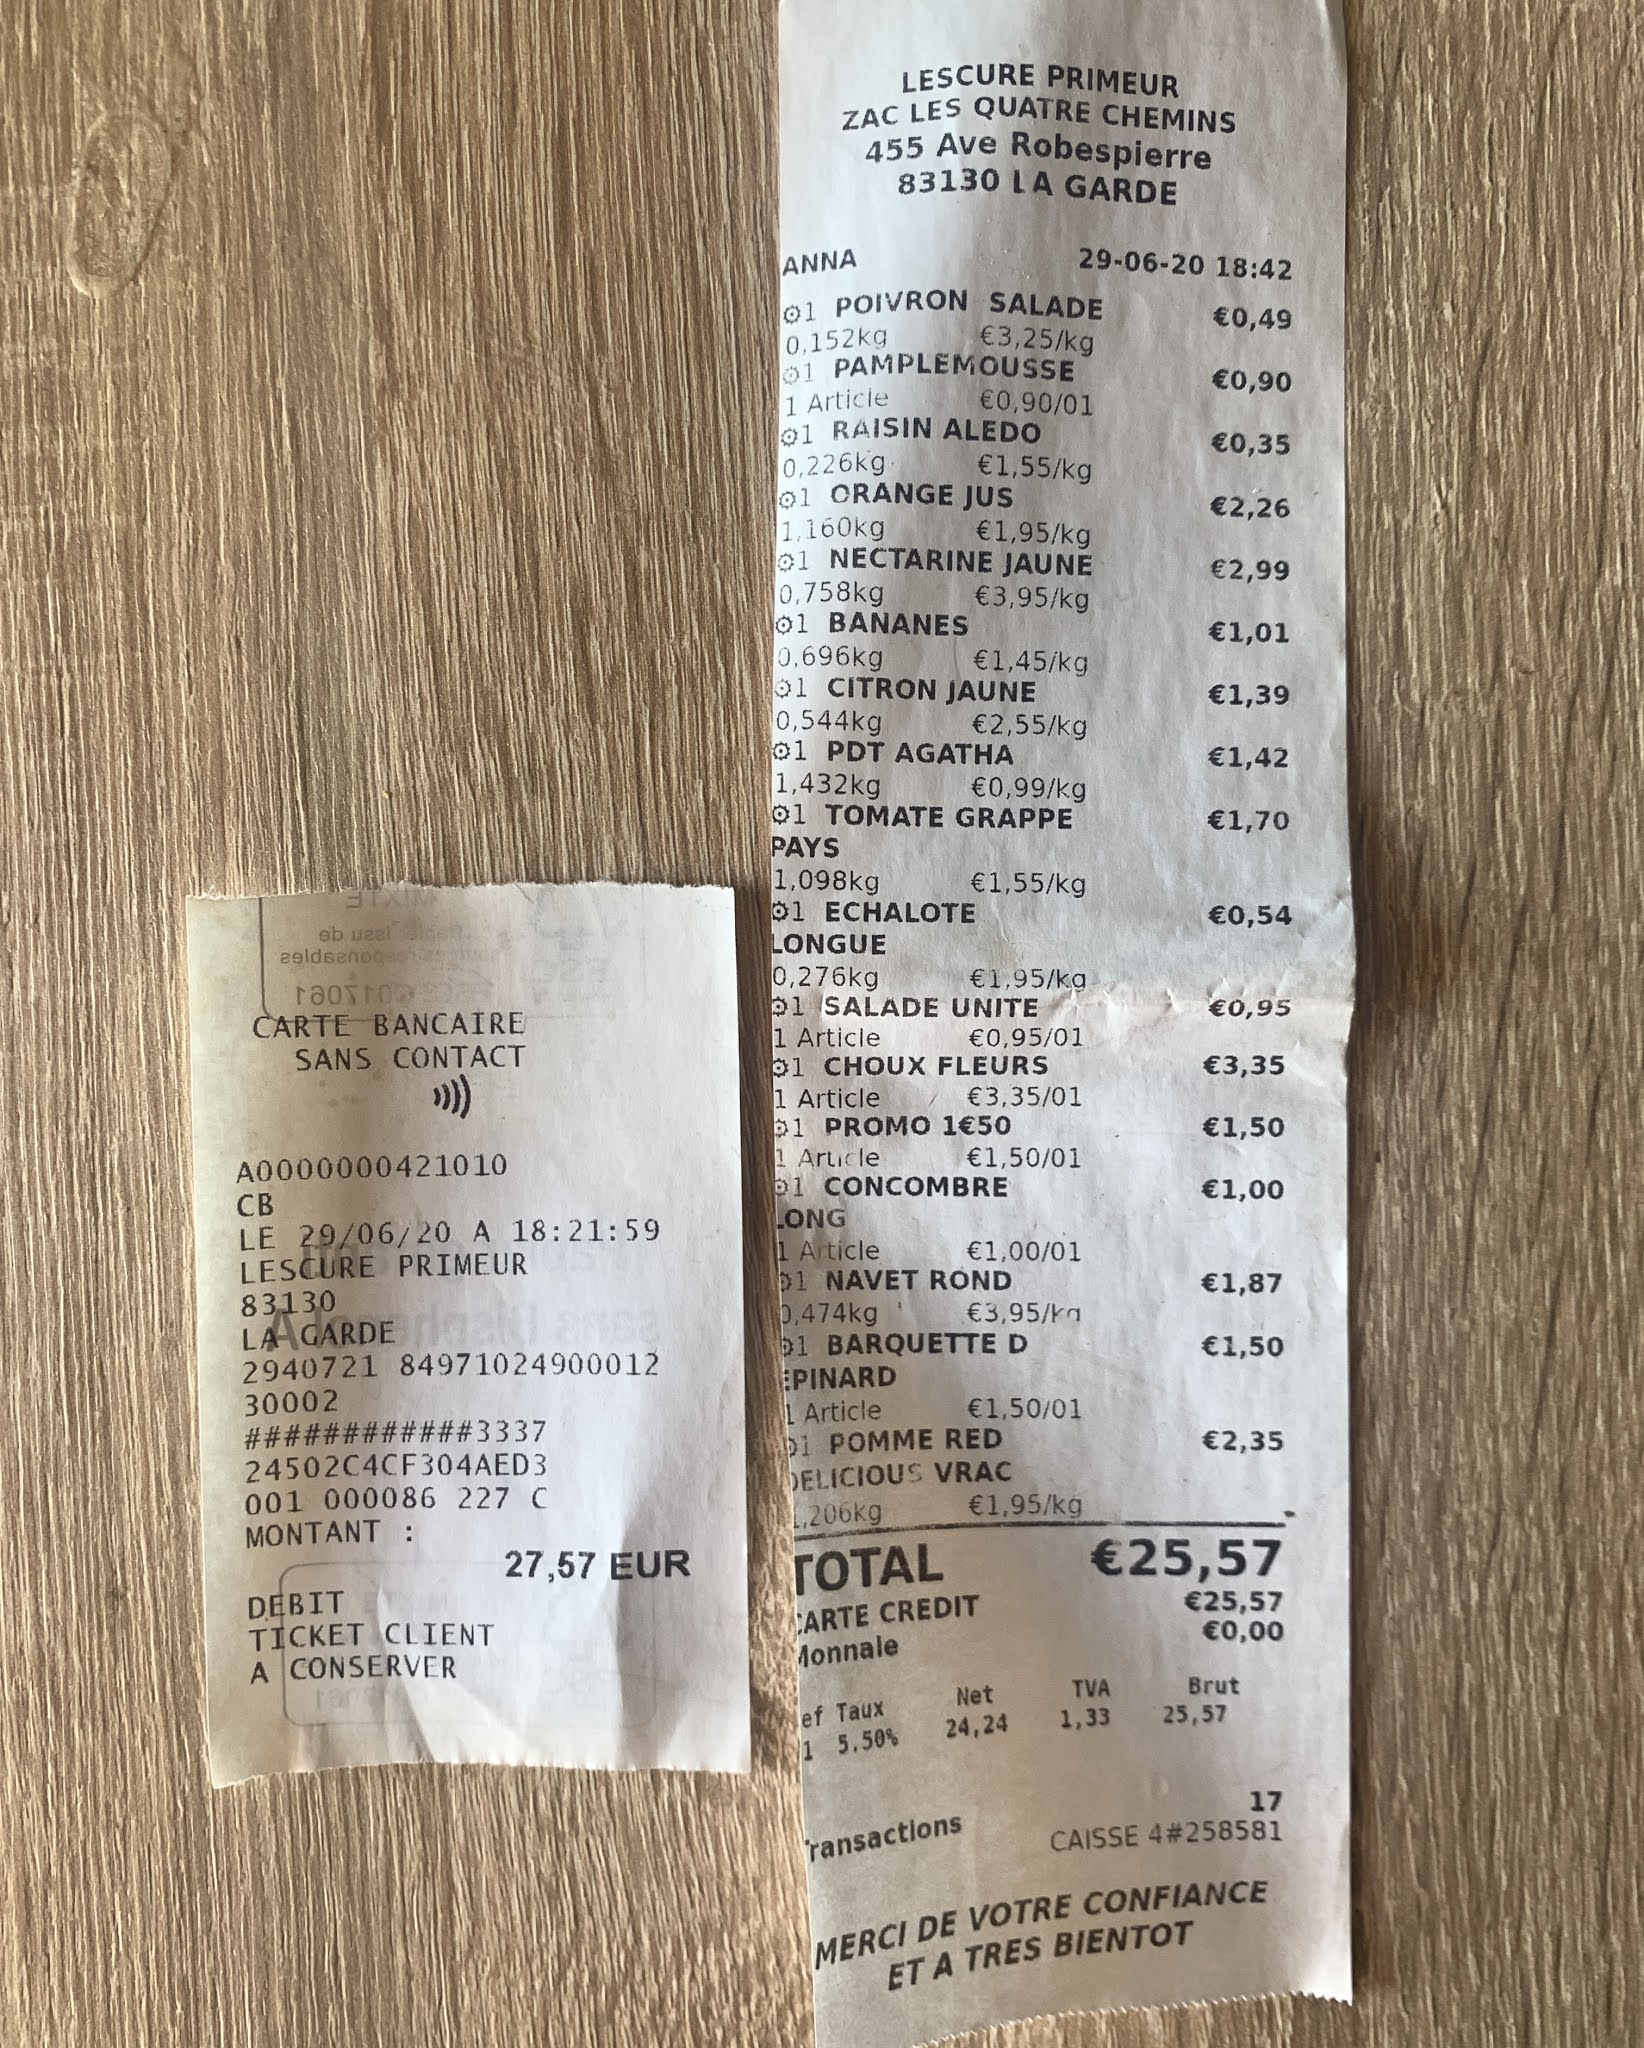 CARTE BANCAIRE
SANS CONTACT
A0000000421010
CB
LE 29/06/20 A 18:21:59
LESCURE PRIMEUR
83130
LA GARDE
2940721 84971024900012
30002
############3337
24502C4CF304AED3
001 000086 227 C
MONTANT :
27,57 EUR
DEBIT
TICKET CLIENT
A CONSERVER
LESCURE PRIMEUR
ZAC LES QUATRE CHEMINS
455 Ave Robespierre
83130 LA GARDE
ANNA 29-06-20 18:42
1 POIVRON SALADE €0,49
0,152kg €3,25/kg
1 PAMPLEMOUSSE €0,90
1 Article €0,90/01
1 RAISIN ALEDO €0,35
0,226kg €1,55/kg
1 ORANGE JUS €2,26
1,160kg €1,95/kg
1 NECTARINE JAUNE €2,99
0,758kg €3,95/kg
1 BANANES €1,01
0,696kg €1,45/kg
1 CITRON JAUNE €1,39
0,544kg €2,55/kg
1 PDT AGATHA €1,42
1,432kg €0,99/kg
1 TOMATE GRAPPE €1,70
PAYS
1,098kg €1,55/kg
1 ECHALOTE €0,54
LONGUE
0,276kg €1,95/kg
1 SALADE UNITE €0,95
1 Article €0,95/01
1 CHOUX FLEURS €3,35
1 Article €3,35/01
1 PROMO 1€50 €1,50
1 Article €1,50/01
1 CONCOMBRE €1,00
LONG
1 Article €1,00/01
1 NAVET ROND €1,87
0,474kg €3,95/kg
1 BARQUETTE D €1,50
EPINARD
1 Article €1,50/01
1 POMME RED €2,35
DELICIOUS VRAC
1,206kg €1,95/kg
TOTAL €25,57
CARTE CREDIT €25,57
Monnaie €0,00
ef Taux Net TVA Brut
1 5.50% 24,24 1,33 25,57
17
Transactions CAISSE 4#258581
MERCI DE VOTRE CONFIANCE
ET A TRES BIENTOT